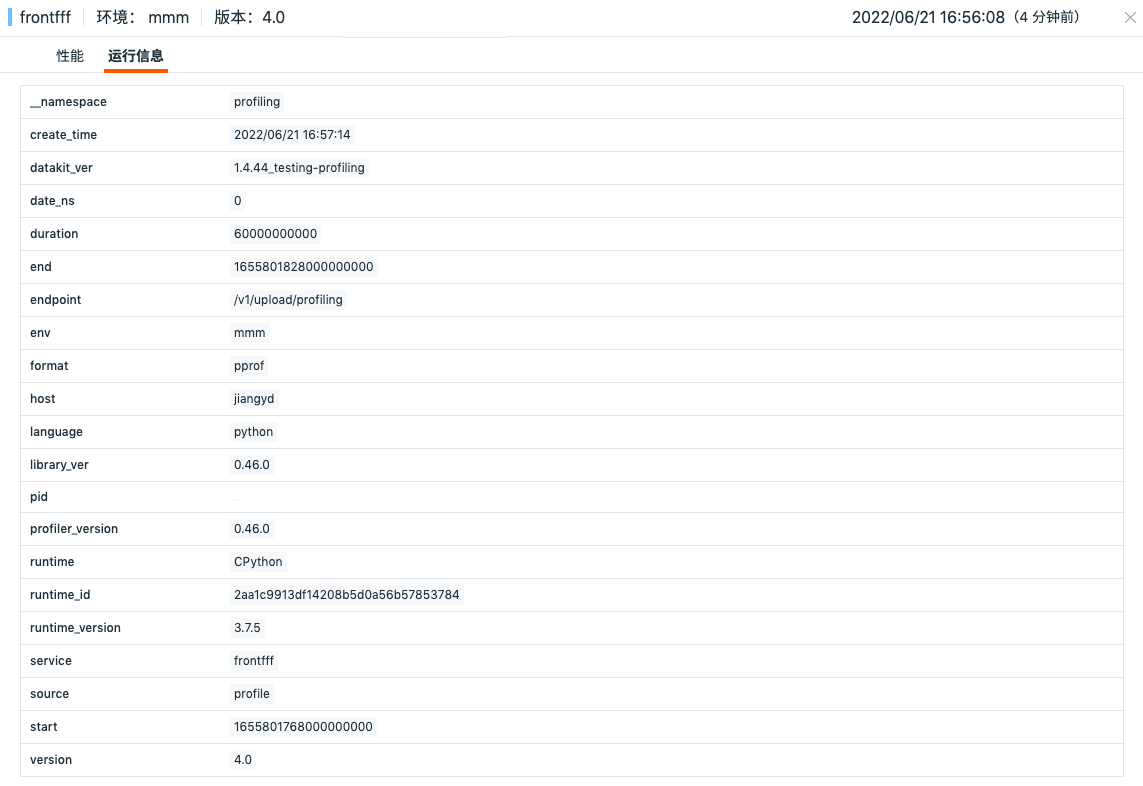 frontfff 环境： mmm 版本：4.0 2022/06/21 16:56:08（4 分钟前）
性能 运行信息
__namespace profiling
create_time 2022/06/21 16:57:14
datakit_ver 1.4.44_testing-profiling
date_ns 0
duration 60000000000
end 1655801828000000000
endpoint /v1/upload/profiling
env mmm
format pprof
host jiangyd
language python
library_ver 0.46.0
pid
profiler_version 0.46.0
runtime CPython
runtime_id 2aa1c9913df14208b5d0a56b57853784
runtime_version 3.7.5
service frontfff
source profile
start 1655801768000000000
version 4.0